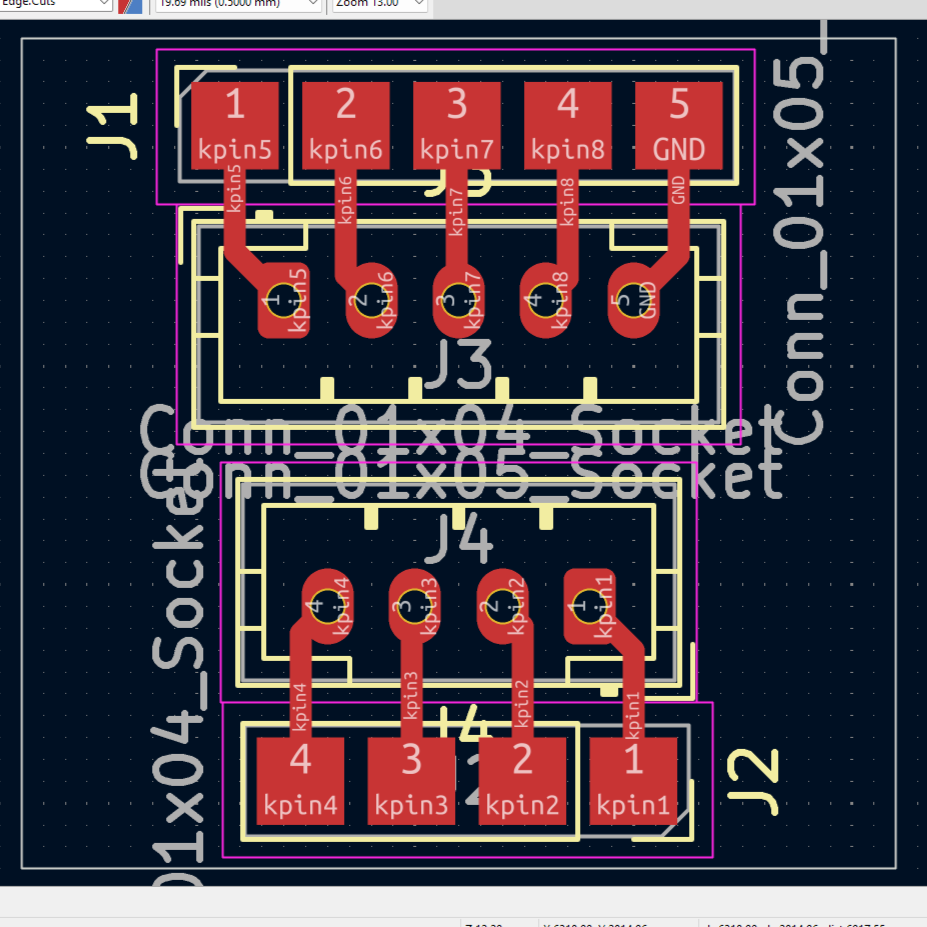 Edge.Cuts 19.69 mils (0.5000 mm) Zoom 13.00
J1
1 2 3 4 5
kpin5 kpin6 kpin7 kpin8 GND
kpin5 kpin6 kpin7 kpin8 GND
Conn_01x05_
1 2 3 4 5
kpin5 kpin6 kpin7 kpin8 GND
J3
Conn_01x04_Socket
Conn_01x05_Socket
01x04_Socket
J4
4 3 2 1
kpin4 kpin3 kpin2 kpin1
kpin4 kpin3 kpin2 kpin1
J4
J2
4 3 2 1
kpin4 kpin3 kpin2 kpin1